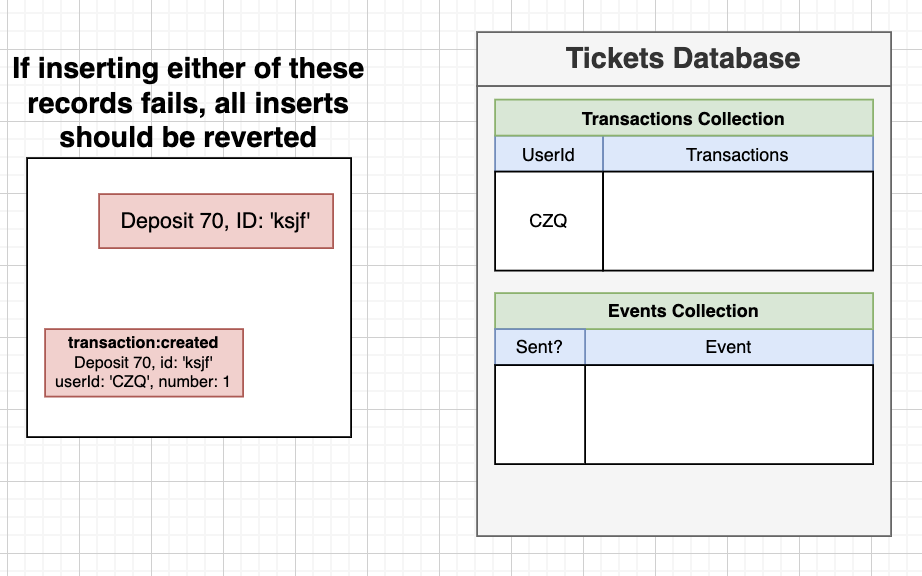 If inserting either of these
records fails, all inserts
should be reverted
Deposit 70, ID: 'ksjf'
transaction:created
Deposit 70, id: 'ksjf'
userId: 'CZQ', number: 1
Tickets Database
Transactions Collection
UserId
Transactions
CZQ
Events Collection
Sent?
Event